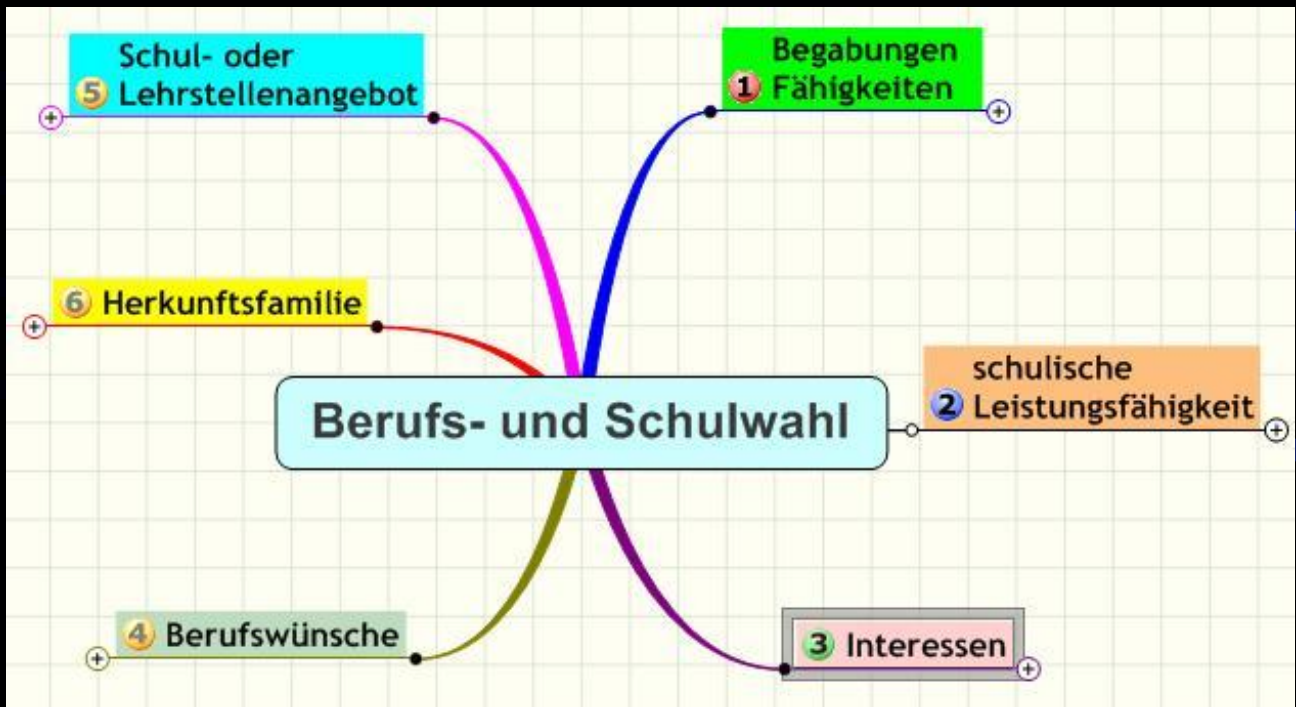 Schul- oder
5 Lehrstellenangebot
Begabungen
1 Fähigkeiten
6 Herkunftsfamilie
schulische
2 Leistungsfähigkeit
Berufs- und Schulwahl
4 Berufswünsche
3 Interessen